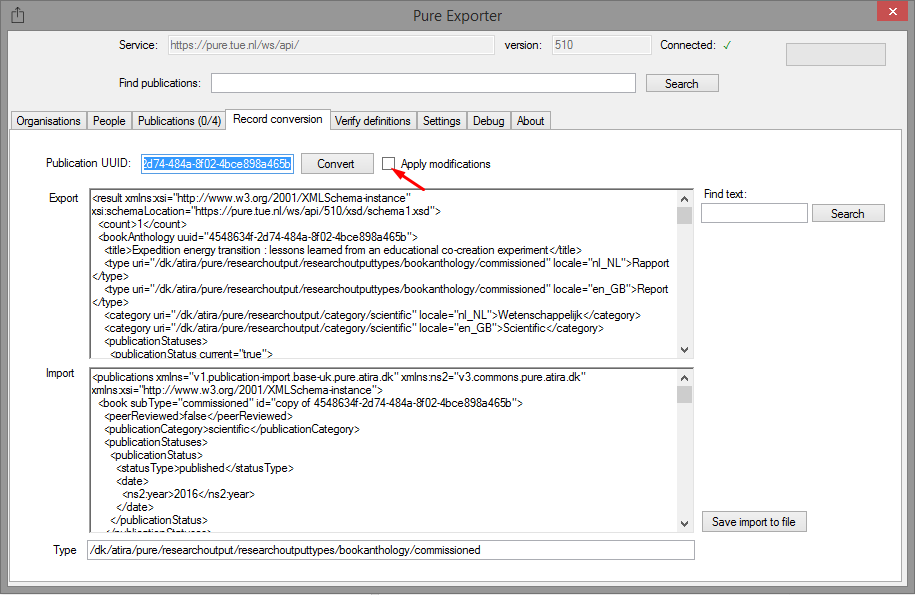 Pure Exporter
Service: https://pure.tue.nl/ws/api/ version: 510 Connected: ✓
Find publications: Search
Organisations People Publications (0/4) Record conversion Verify definitions Settings Debug About
Publication UUID: 2d74-484a-8f02-4bce898a465b Convert Apply modifications
Export
<result xmlns:xsi="http://www.w3.org/2001/XMLSchema-instance"
xsi:schemaLocation="https://pure.tue.nl/ws/api/510/xsd/schema1.xsd">
<count>1</count>
<bookAnthology uuid="4548634f-2d74-484a-8f02-4bce898a465b">
<title>Expedition energy transition : lessons learned from an educational co-creation experiment</title>
<type uri="/dk/atira/pure/researchoutput/researchoutputtypes/bookanthology/commissioned" locale="nl_NL">Rapport
</type>
<type uri="/dk/atira/pure/researchoutput/researchoutputtypes/bookanthology/commissioned" locale="en_GB">Report
</type>
<category uri="/dk/atira/pure/researchoutput/category/scientific" locale="nl_NL">Wetenschappelijk</category>
<category uri="/dk/atira/pure/researchoutput/category/scientific" locale="en_GB">Scientific</category>
<publicationStatuses>
<publicationStatus current="true">
Find text:
Search
Import
<publications xmlns="v1.publication-import.base-uk.pure.atira.dk" xmlns:ns2="v3.commons.pure.atira.dk"
xmlns:xsi="http://www.w3.org/2001/XMLSchema-instance">
<book subType="commissioned" id="copy of 4548634f-2d74-484a-8f02-4bce898a465b">
<peerReviewed>false</peerReviewed>
<publicationCategory>scientific</publicationCategory>
<publicationStatuses>
<publicationStatus>
<statusType>published</statusType>
<date>
<ns2:year>2016</ns2:year>
</date>
</publicationStatus>
</publicationStatuses>
Save import to file
Type /dk/atira/pure/researchoutput/researchoutputtypes/bookanthology/commissioned